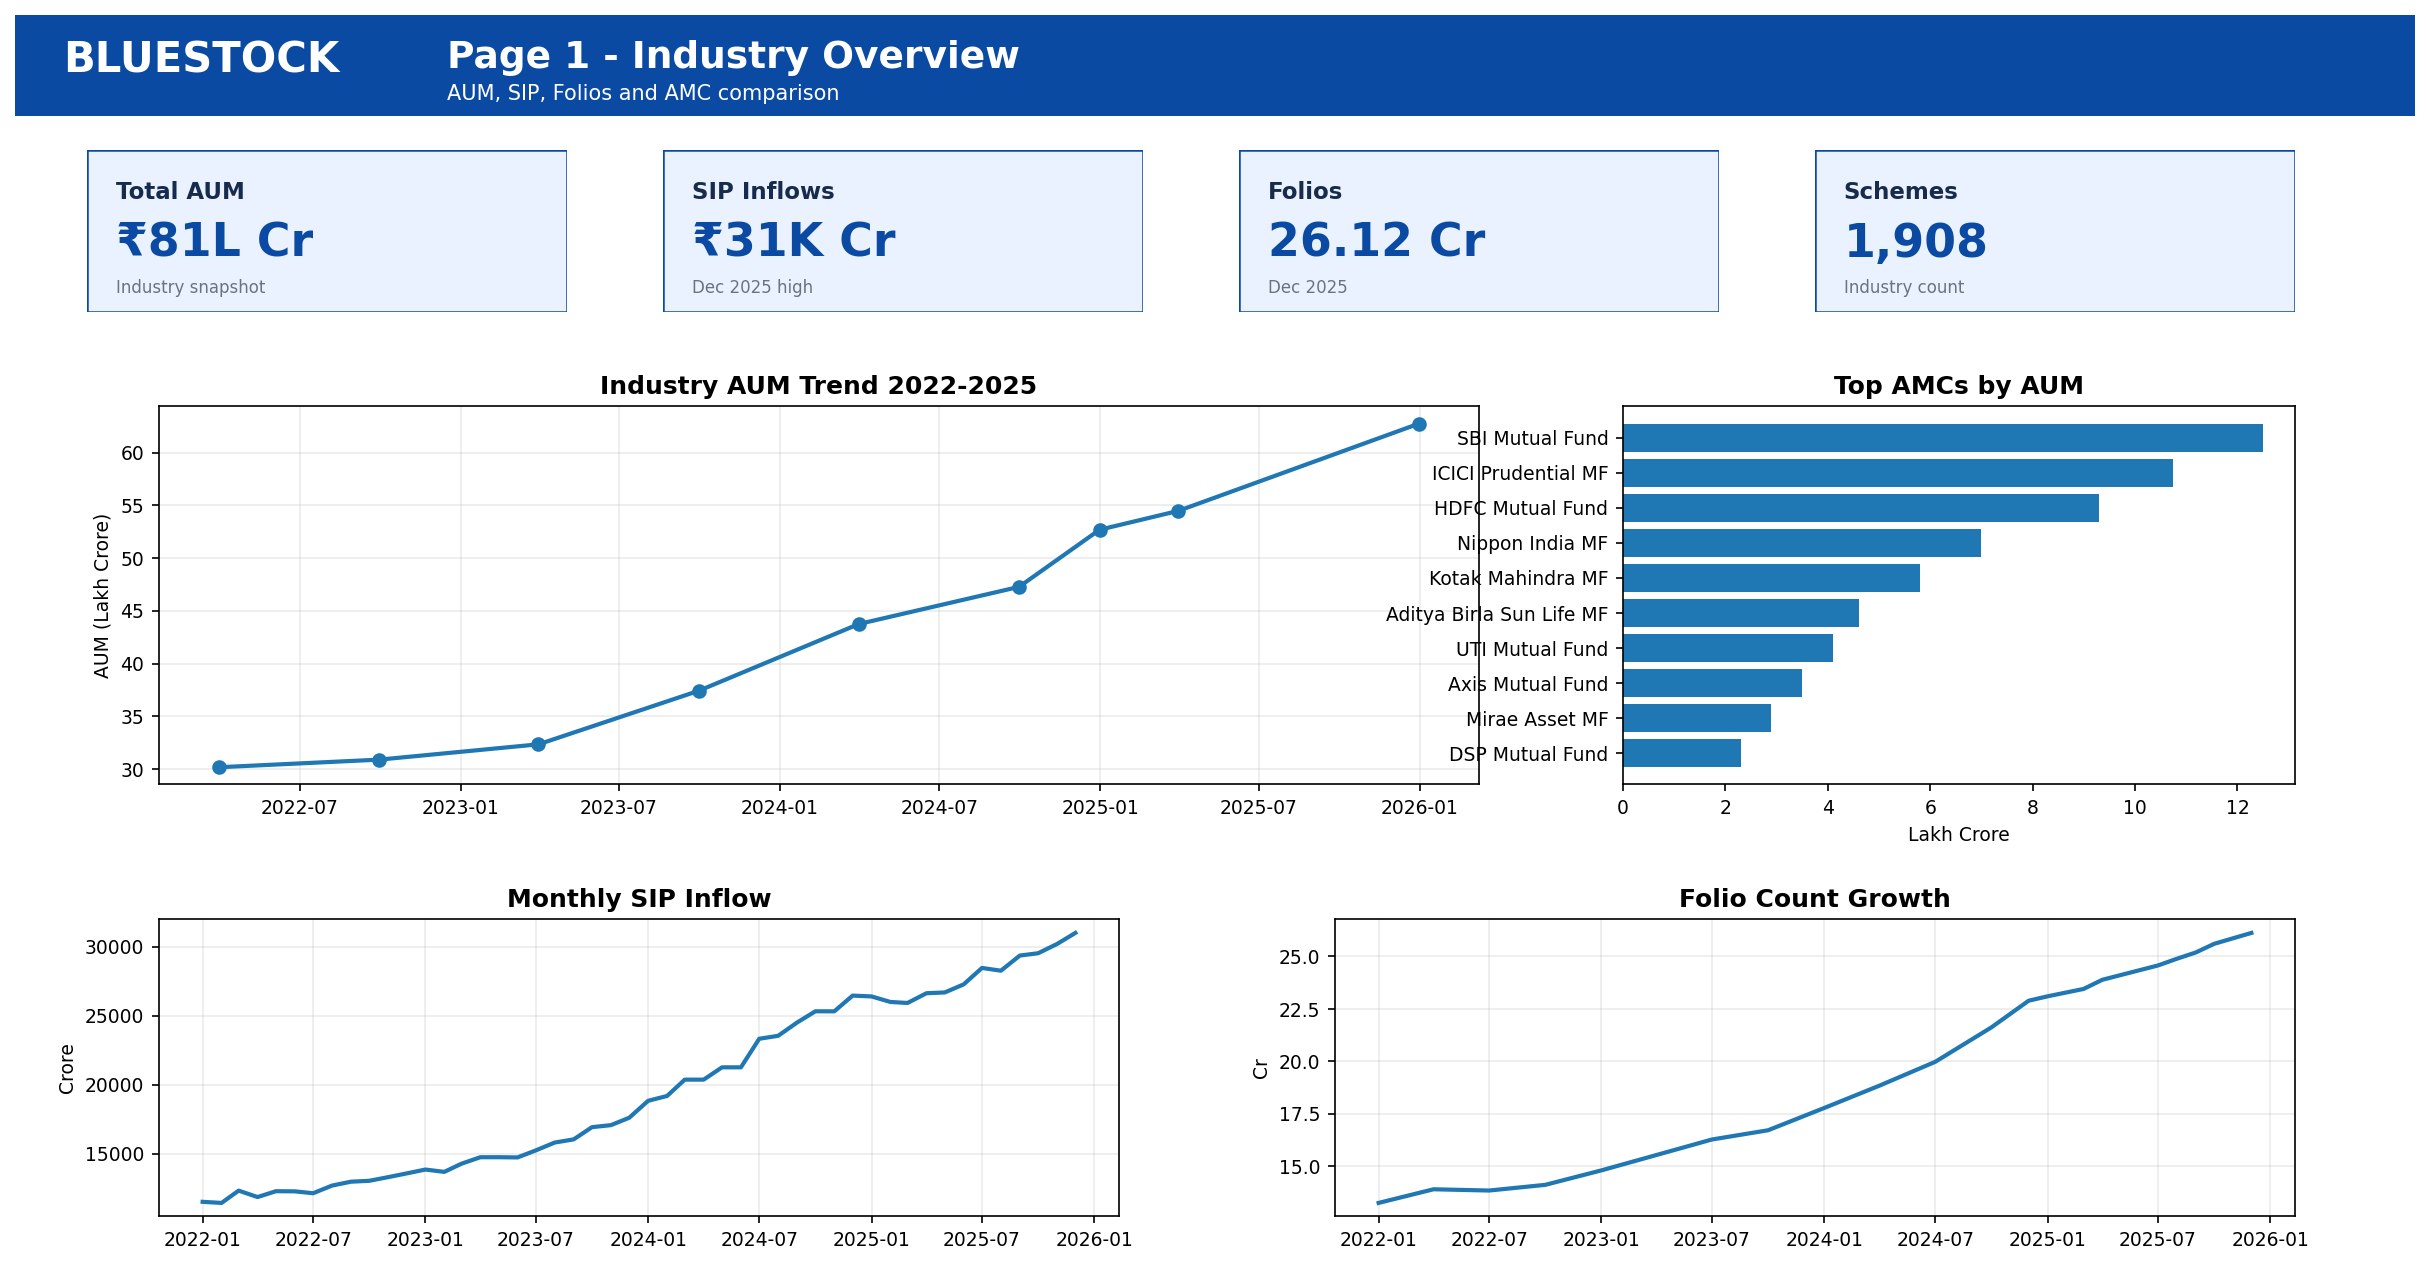 BLUESTOCK
Page 1 - Industry Overview
AUM, SIP, Folios and AMC comparison
Total AUM
₹81L Cr
Industry snapshot
SIP Inflows
₹31K Cr
Dec 2025 high
Folios
26.12 Cr
Dec 2025
Schemes
1,908
Industry count
Industry AUM Trend 2022-2025
AUM (Lakh Crore)
60
55
50
45
40
35
30
2022-07 2023-01 2023-07 2024-01 2024-07 2025-01 2025-07 2026-01
Top AMCs by AUM
SBI Mutual Fund
ICICI Prudential MF
HDFC Mutual Fund
Nippon India MF
Kotak Mahindra MF
Aditya Birla Sun Life MF
UTI Mutual Fund
Axis Mutual Fund
Mirae Asset MF
DSP Mutual Fund
0 2 4 6 8 10 12
Lakh Crore
Monthly SIP Inflow
Crore
30000
25000
20000
15000
2022-01 2022-07 2023-01 2023-07 2024-01 2024-07 2025-01 2025-07 2026-01
Folio Count Growth
Cr
25.0
22.5
20.0
17.5
15.0
2022-01 2022-07 2023-01 2023-07 2024-01 2024-07 2025-01 2025-07 2026-01